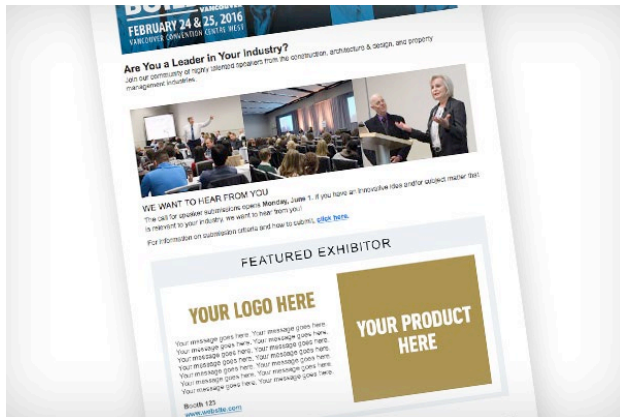 BUIL
VANCOUVER
FEBRUARY 24 & 25, 2016
VANCOUVER CONVENTION CENTRE WEST
Are You a Leader in Your Industry?
Join our community of highly talented speakers from the construction, architecture & design, and property
management industries.
WE WANT TO HEAR FROM YOU
The call for speaker submissions opens Monday, June 1. If you have an innovative idea and/or subject matter that
is relevant to your industry, we want to hear from you!
For information on submission criteria and how to submit, click here.
FEATURED EXHIBITOR
YOUR LOGO HERE
Your message goes here. Your message goes here.
Your message goes here. Your message goes here.
Your message goes here. Your message goes here.
Your message goes here. Your message goes here.
Your message goes here. Your message goes here.
Your message goes here. Your message goes here.
Booth 123
www.website.com
YOUR PRODUCT
HERE